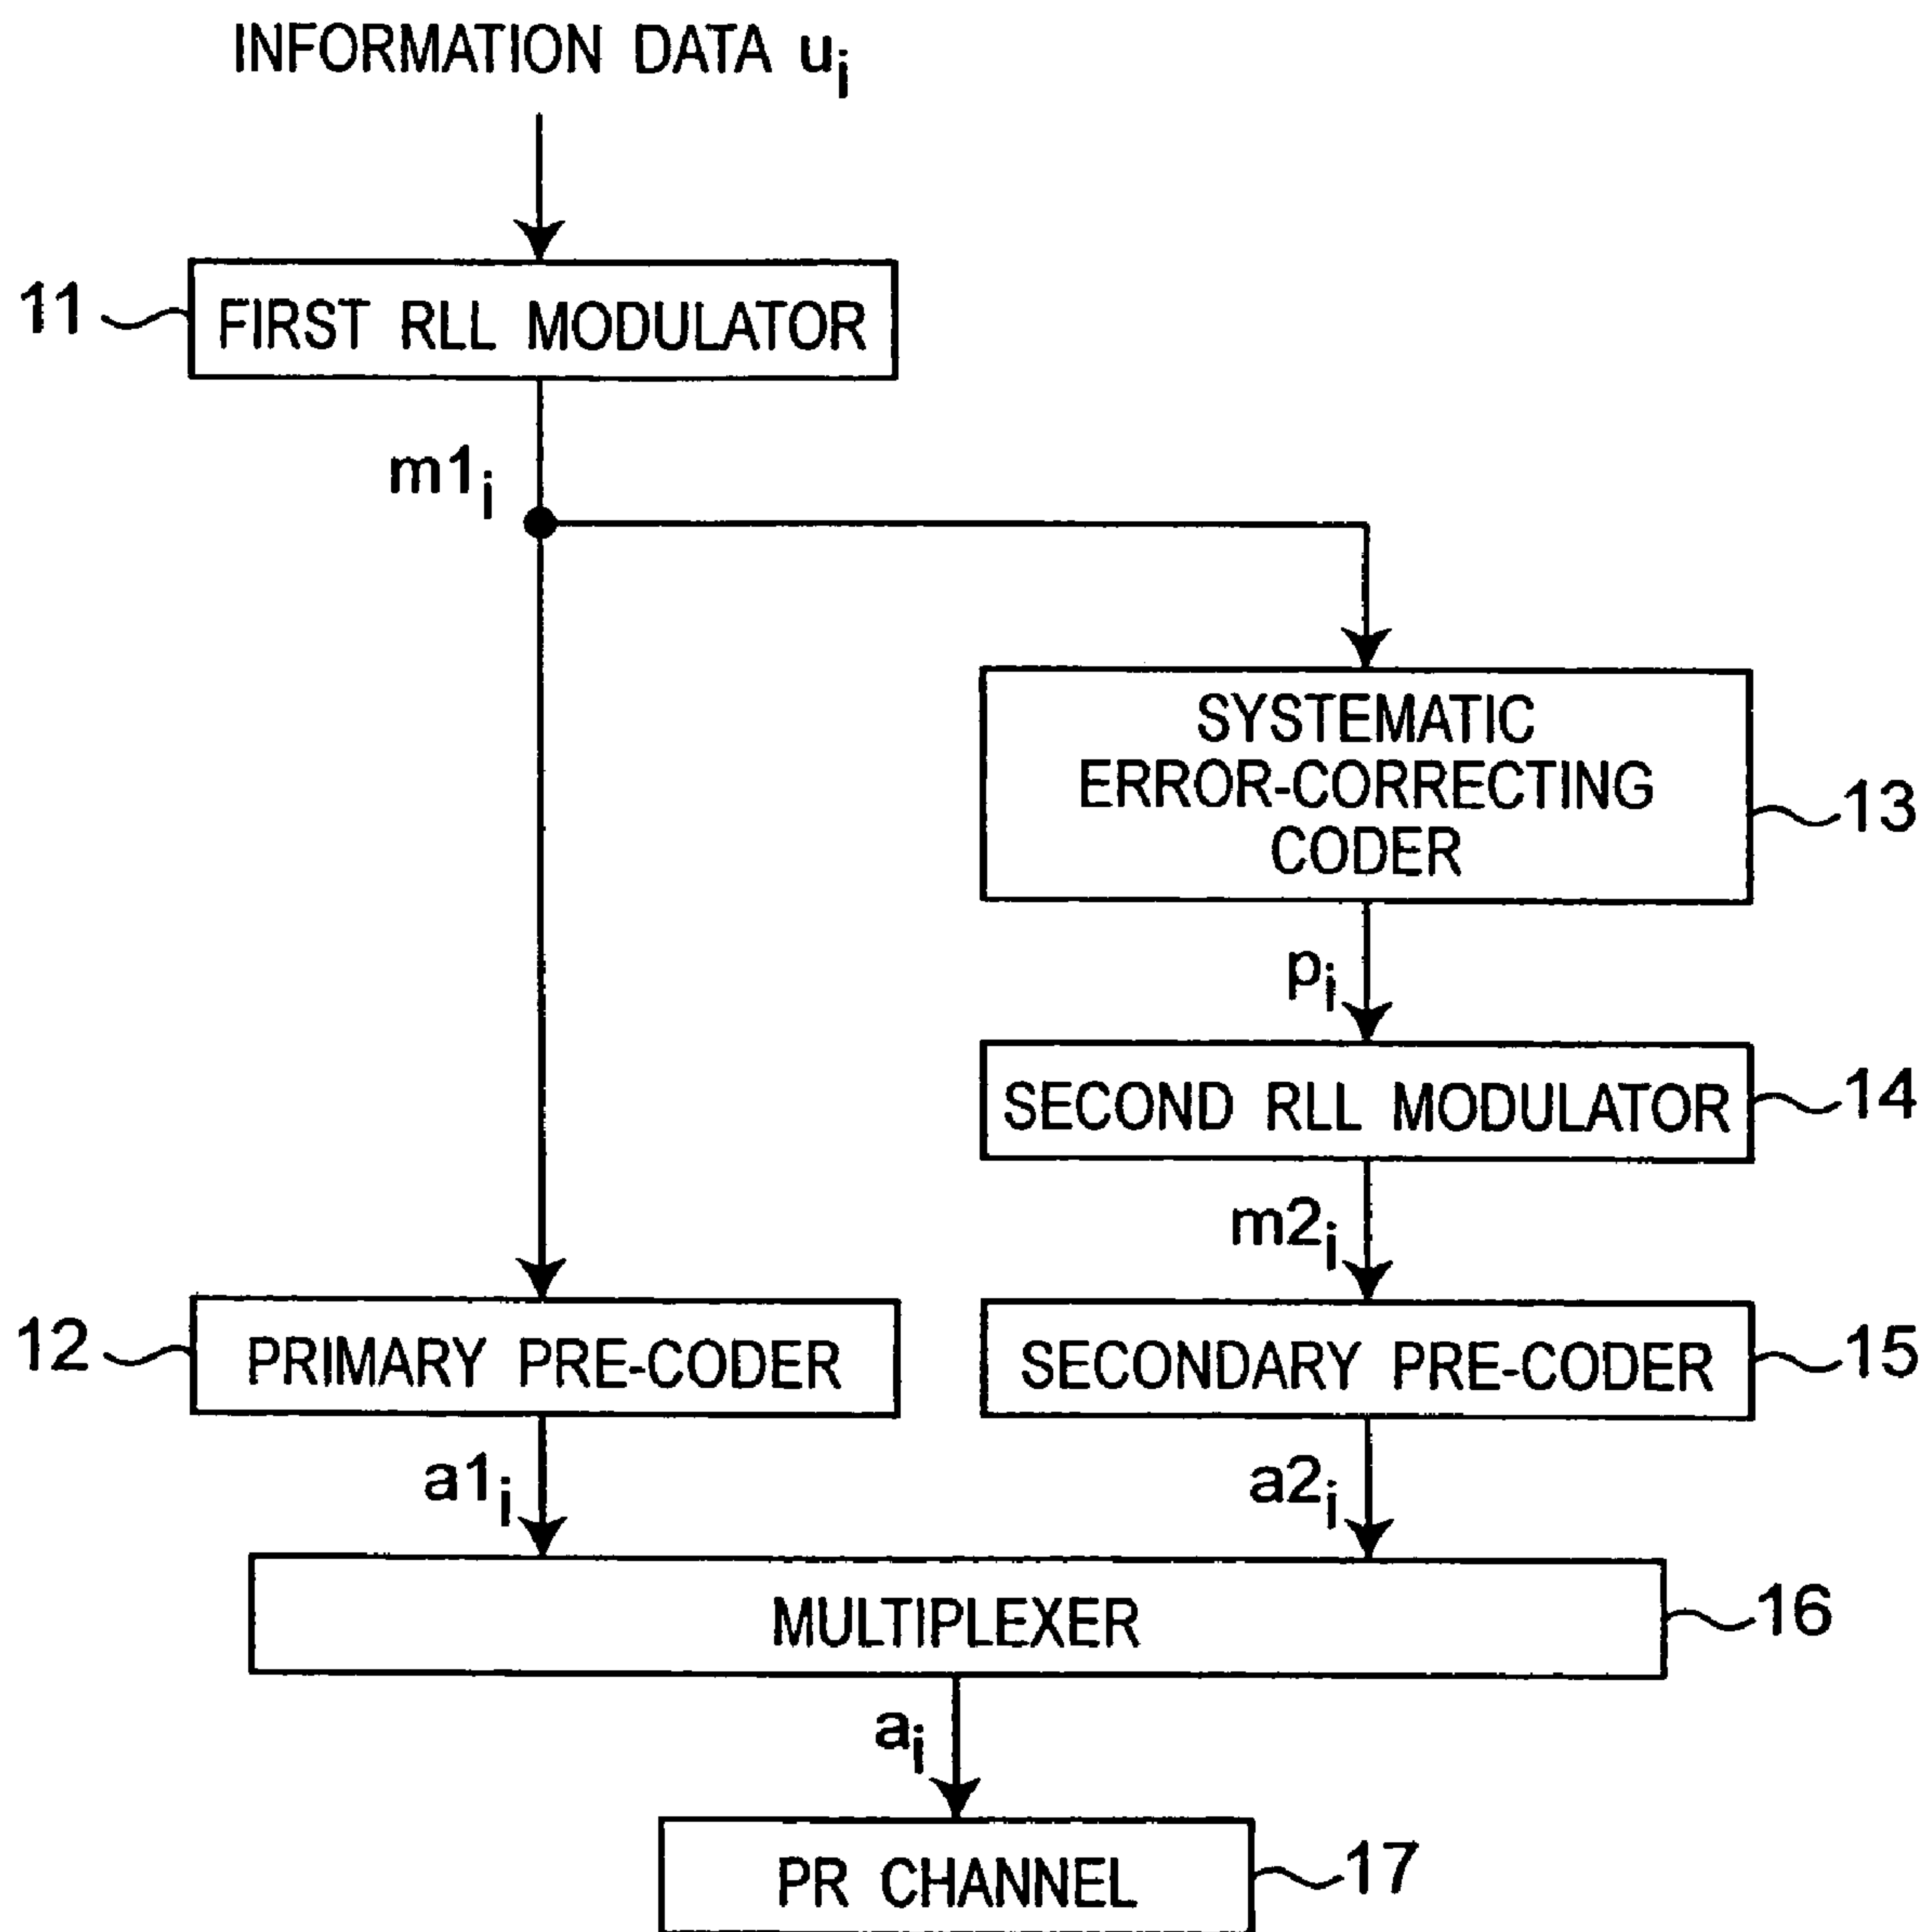 INFORMATION DATA ui
11
FIRST RLL MODULATOR
m1i
SYSTEMATIC
ERROR-CORRECTING
CODER
13
pi
SECOND RLL MODULATOR
14
m2i
12
PRIMARY PRE-CODER
SECONDARY PRE-CODER
15
a1i
a2i
MULTIPLEXER
16
ai
PR CHANNEL
17